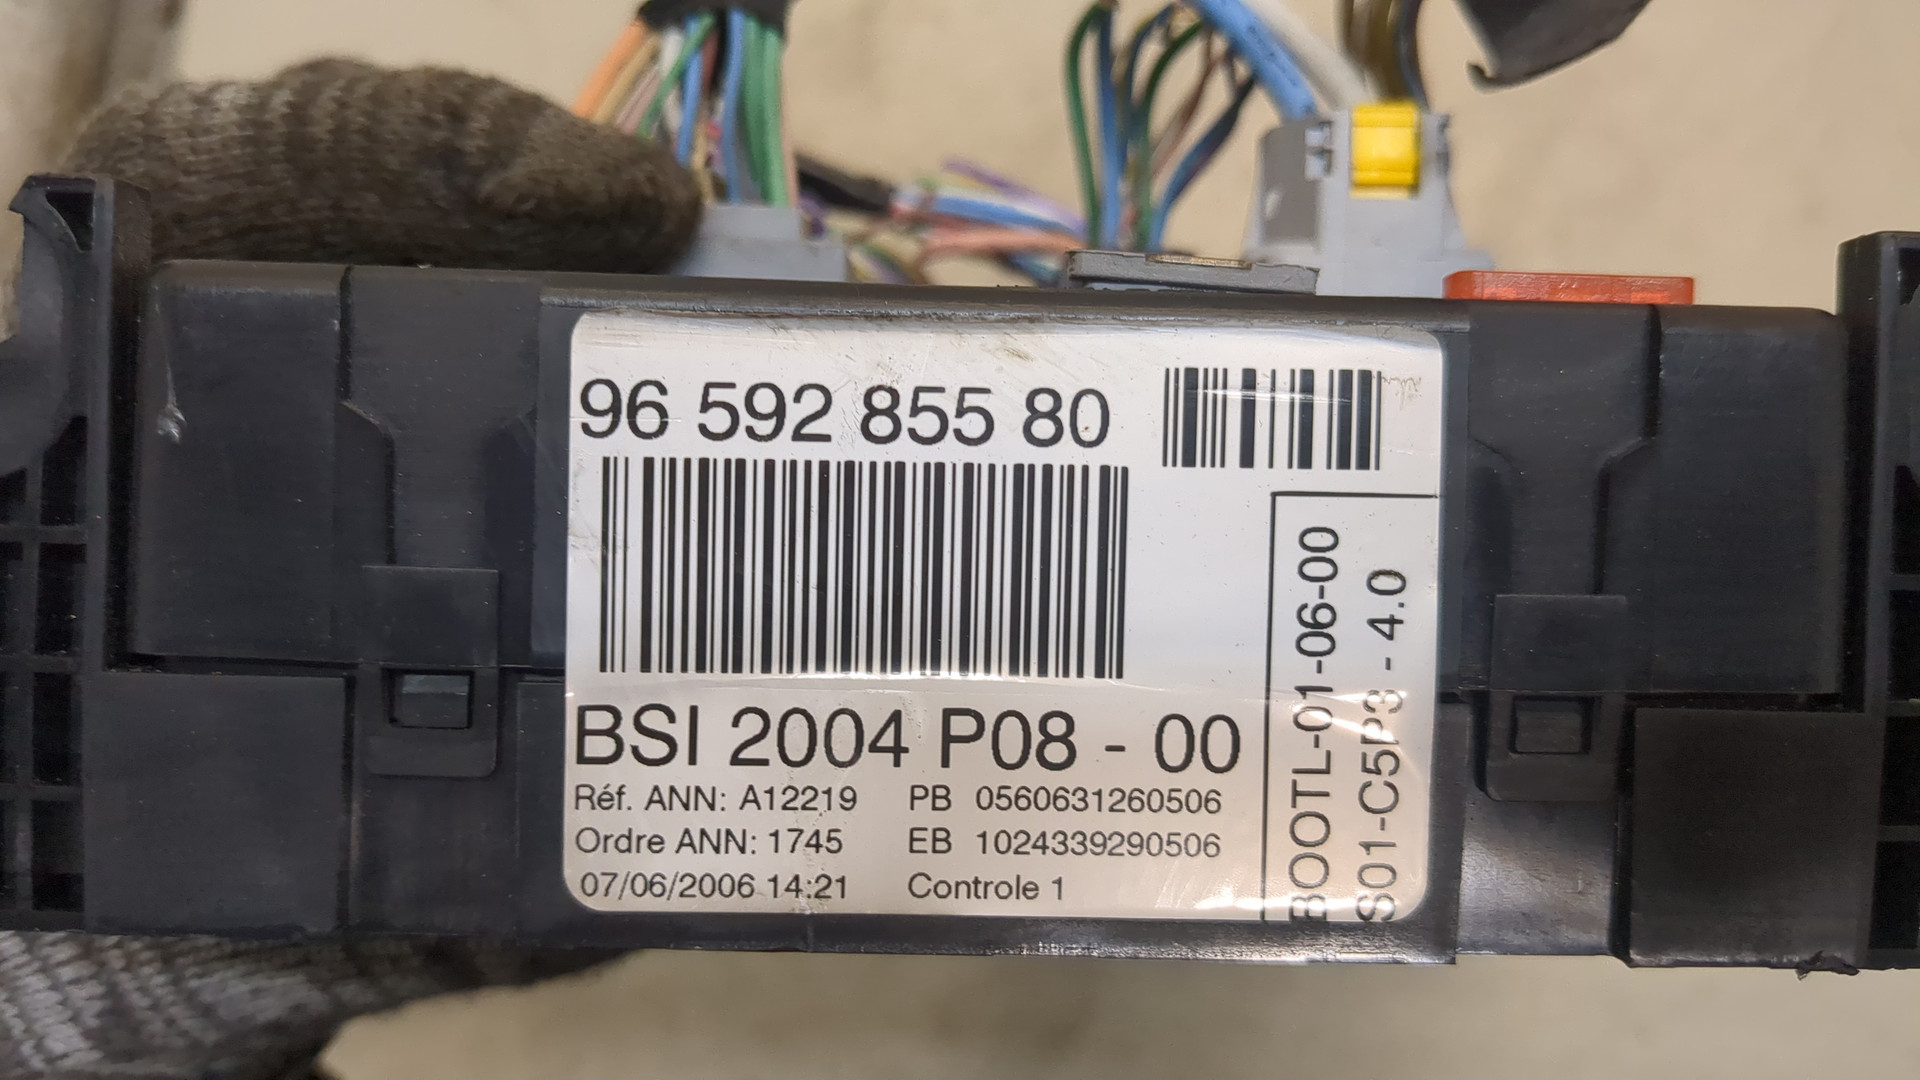 96 592 855 80
BSI 2004 P08 - 00
Réf. ANN: A12219 PB 0560631260506
Ordre ANN: 1745 EB 1024339290506
07/06/2006 14:21 Controle 1
BOOTL-01-06-00
S01-C5P3 - 4.0